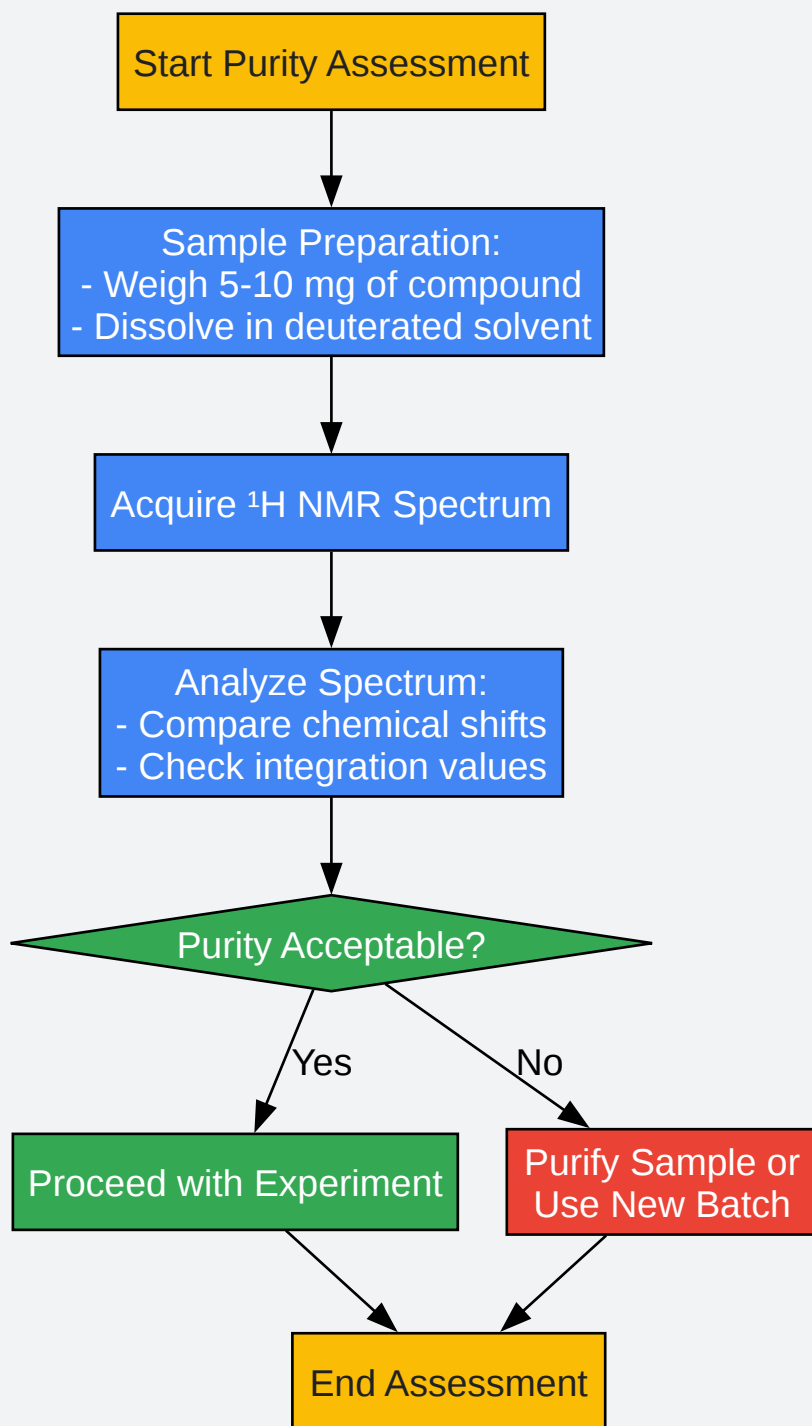 Start Purity Assessment
Sample Preparation:
- Weigh 5-10 mg of compound
- Dissolve in deuterated solvent
Acquire ¹H NMR Spectrum
Analyze Spectrum:
- Compare chemical shifts
- Check integration values
Purity Acceptable?
Yes
No
Proceed with Experiment
Purify Sample or
Use New Batch
End Assessment